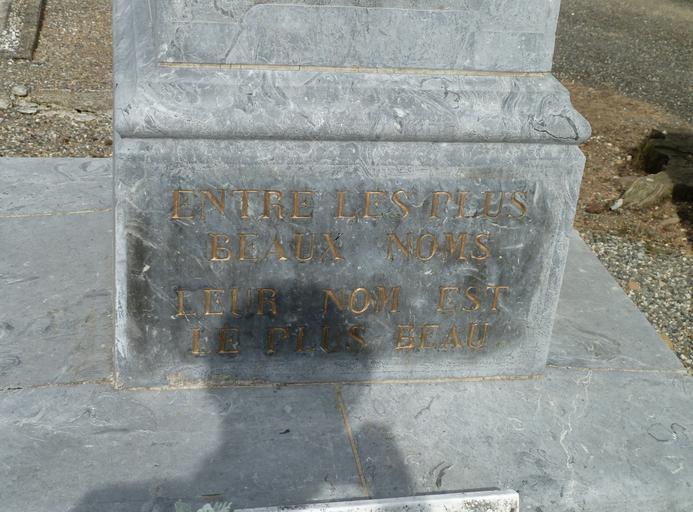 ENTRE LES PLUS
BEAUX NOMS
LEUR NOM EST
LE PLUS BEAU